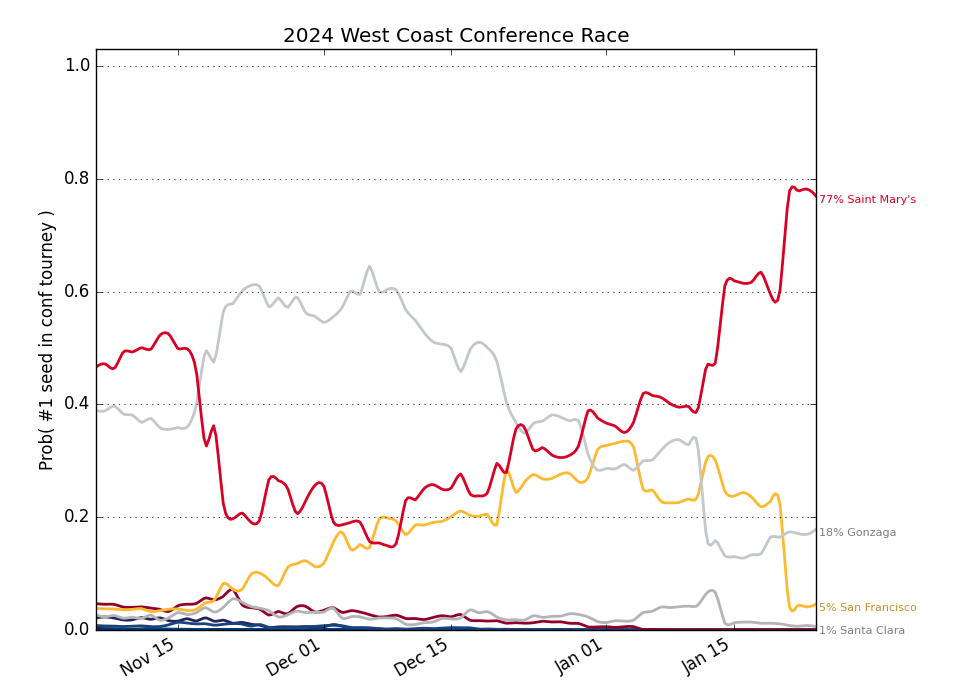 2024 West Coast Conference Race
Prob( #1 seed in conf tourney )
1.0
0.8
0.6
0.4
0.2
0.0
Nov 15
Dec 01
Dec 15
Jan 01
Jan 15
77% Saint Mary's
18% Gonzaga
5% San Francisco
1% Santa Clara